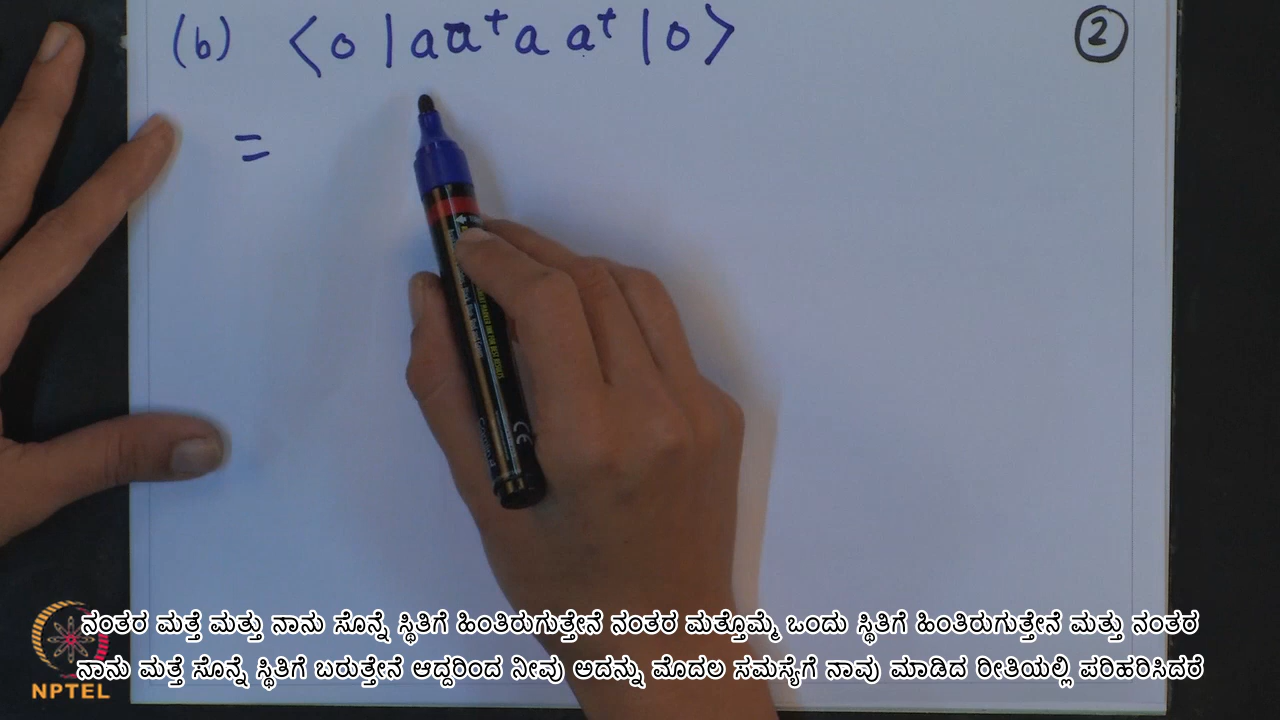 (b) ⟨0|aa⁺a a⁺|0⟩ ②
=
ನಂತರ ಮತ್ತೆ ಮತ್ತು ನಾನು ಸೊನ್ನೆ ಸ್ಥಿತಿಗೆ ಹಿಂತಿರುಗುತ್ತೇನೆ ನಂತರ ಮತ್ತೊಮ್ಮೆ ಒಂದು ಸ್ಥಿತಿಗೆ ಹಿಂತಿರುಗುತ್ತೇನೆ ಮತ್ತು ನಂತರ
ನಾನು ಮತ್ತೆ ಸೊನ್ನೆ ಸ್ಥಿತಿಗೆ ಬರುತ್ತೇನೆ ಆದ್ದರಿಂದ ನೀವು ಅದನ್ನು ಮೊದಲ ಸಮಸ್ಯೆಗೆ ನಾವು ಮಾಡಿದ ರೀತಿಯಲ್ಲಿ ಪರಿಹರಿಸಿದರೆ
NPTEL